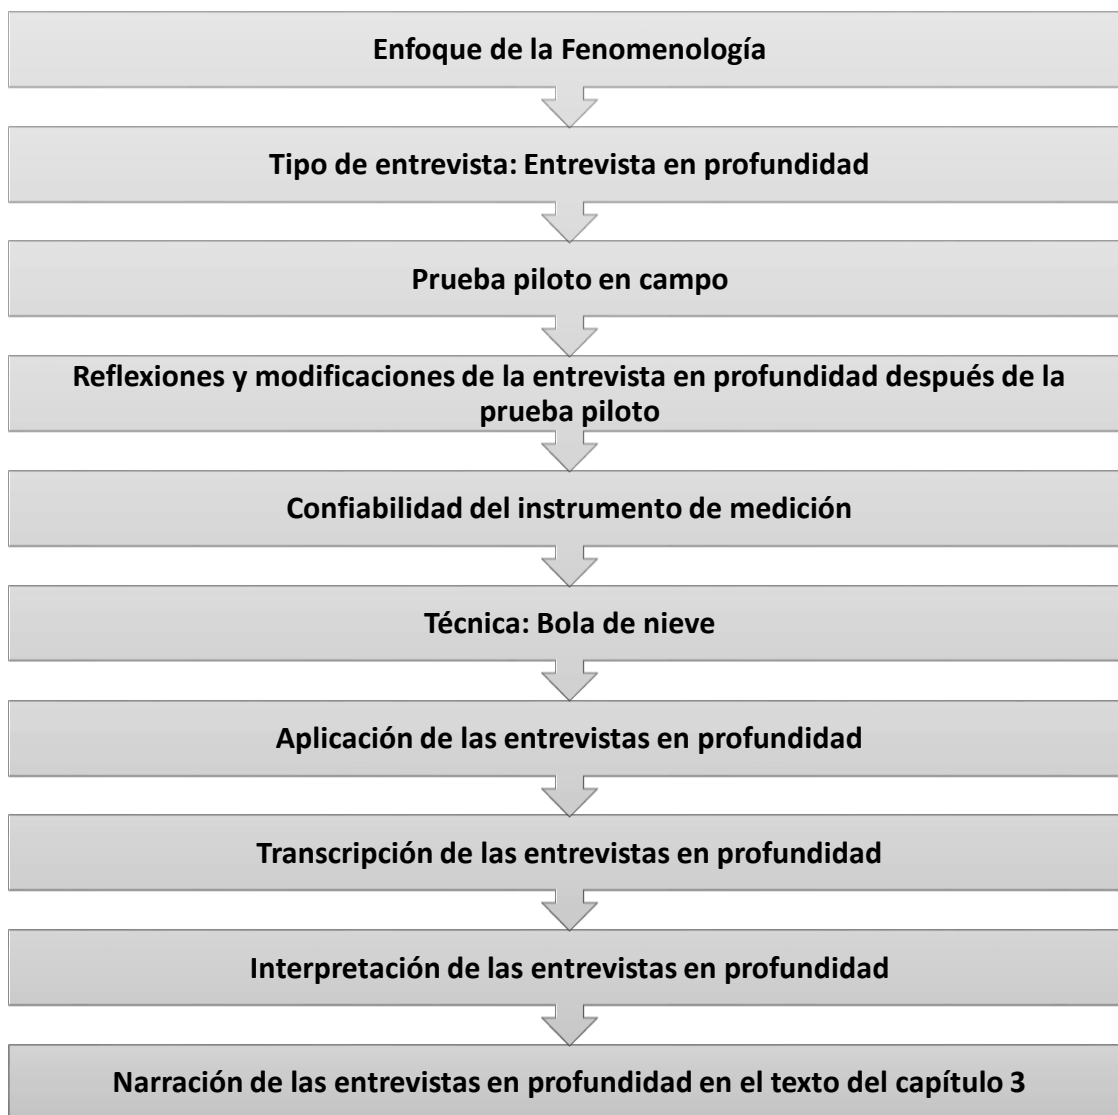 Enfoque de la Fenomenología
Tipo de entrevista: Entrevista en profundidad
Prueba piloto en campo
Reflexiones y modificaciones de la entrevista en profundidad después de la
prueba piloto
Confiabilidad del instrumento de medición
Técnica: Bola de nieve
Aplicación de las entrevistas en profundidad
Transcripción de las entrevistas en profundidad
Interpretación de las entrevistas en profundidad
Narración de las entrevistas en profundidad en el texto del capítulo 3